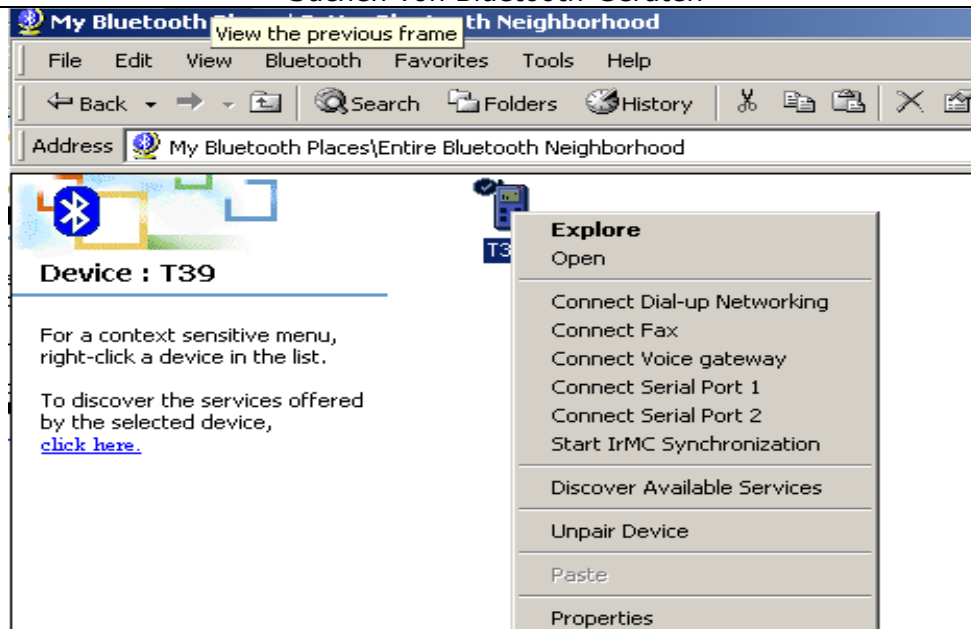 Suchen von Bluetooth-Geräten
My Bluetooth
th Neighborhood
View the previous frame
File Edit View Bluetooth Favorites Tools Help
Back Search Folders History
Address My Bluetooth Places\Entire Bluetooth Neighborhood
T3
Device : T39
For a context sensitive menu,
right-click a device in the list.
To discover the services offered
by the selected device,
click here.
Explore
Open
Connect Dial-up Networking
Connect Fax
Connect Voice gateway
Connect Serial Port 1
Connect Serial Port 2
Start IrMC Synchronization
Discover Available Services
Unpair Device
Paste
Properties